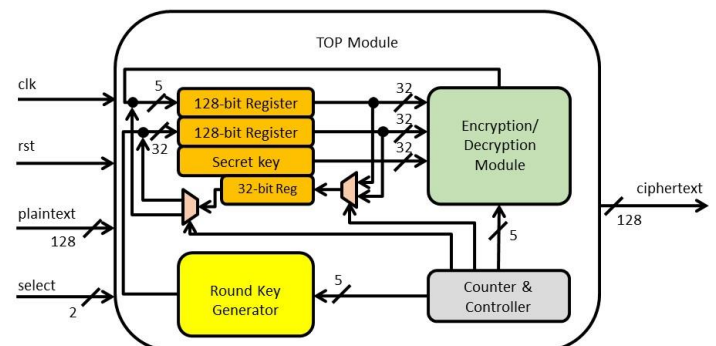 TOP Module
clk
5
128-bit Register
32
128-bit Register
32
32
Secret key
32
32-bit Reg
Encryption/
Decryption
Module
rst
plaintext
128
ciphertext
128
5
select
2
Round Key
Generator
5
Counter &
Controller